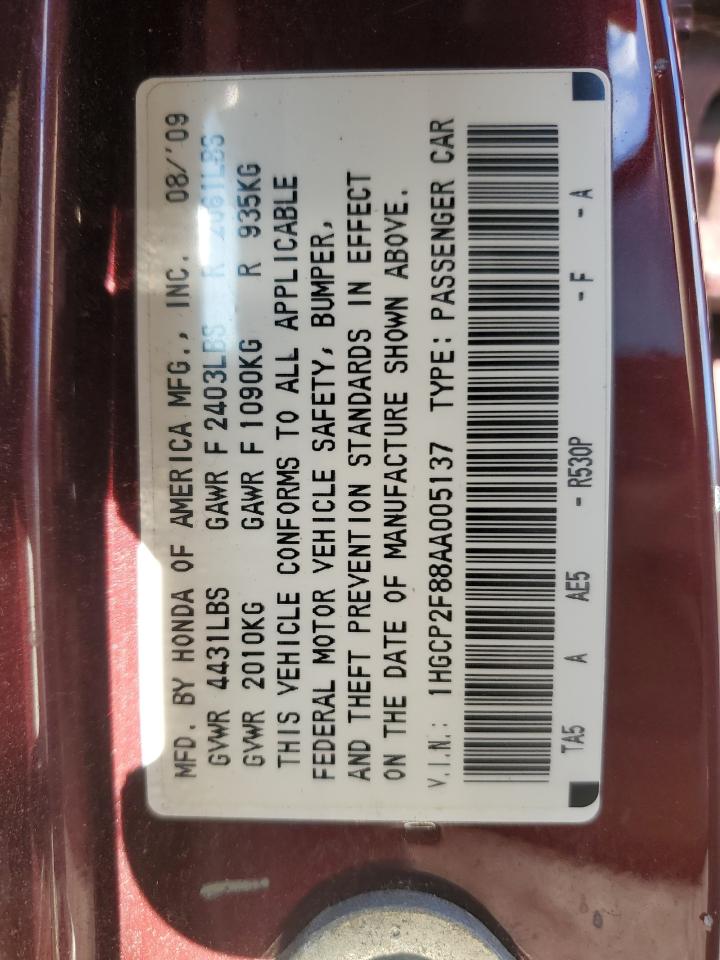 MFD. BY HONDA OF AMERICA MFG., INC. 08/'09
GVWR 4431LBS GAWR F 2403LBS R 2061LBS
GVWR 2010KG GAWR F 1090KG R 935KG
THIS VEHICLE CONFORMS TO ALL APPLICABLE
FEDERAL MOTOR VEHICLE SAFETY, BUMPER,
AND THEFT PREVENTION STANDARDS IN EFFECT
ON THE DATE OF MANUFACTURE SHOWN ABOVE.
V.I.N.: 1HGCP2F88AA005137 TYPE: PASSENGER CAR
TA5 A AE5 - R530P - F - A